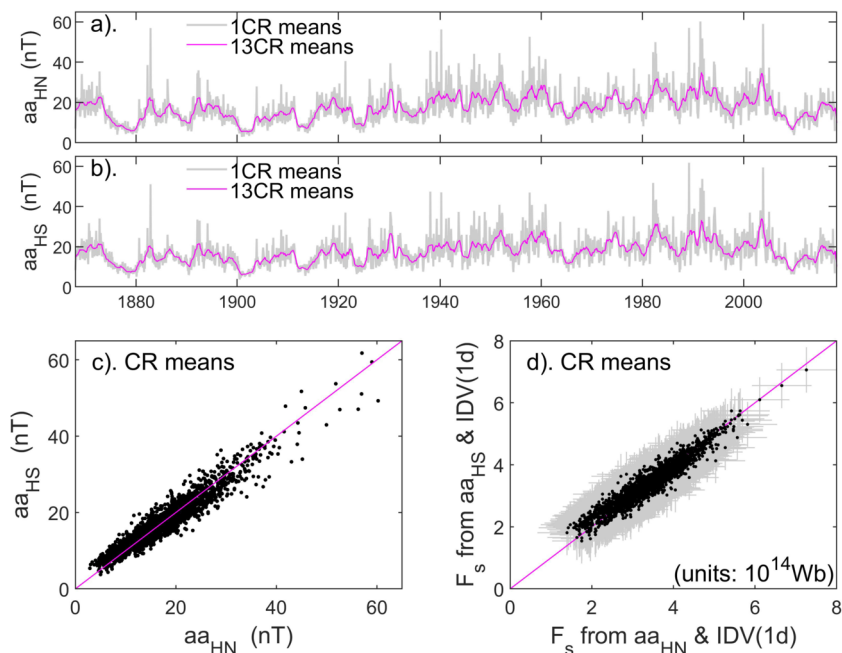 a).
1CR means
13CR means
aa_HN (nT)
60
40
20
0
b).
1CR means
13CR means
aa_HS (nT)
60
40
20
0
1880 1900 1920 1940 1960 1980 2000
c). CR means
aa_HS (nT)
60
40
20
0
0 20 40 60
aa_HN (nT)
d). CR means
F_s from aa_HS & IDV(1d)
8
6
4
2
0
(units: 10^14Wb)
0 2 4 6 8
F_s from aa_HN & IDV(1d)